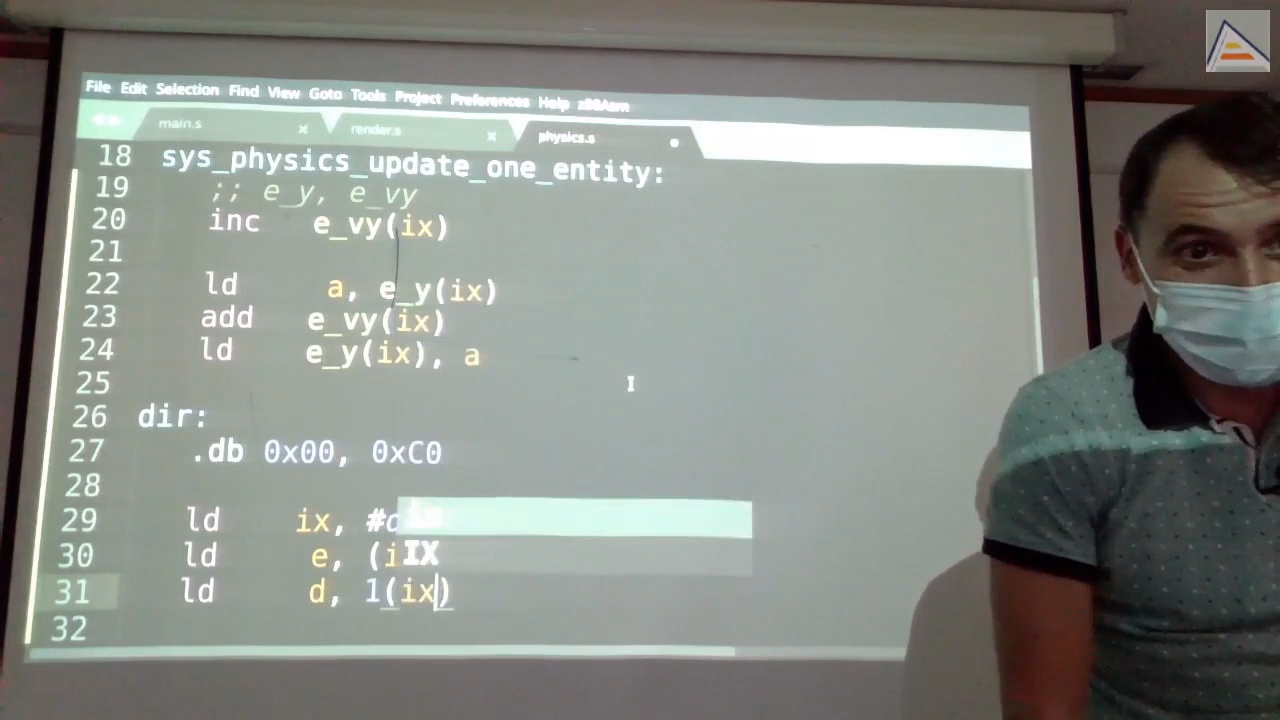 File Edit Selection Find View Goto Tools Project Preferences Help z80Asm
main.s × render.s × physics.s
18 sys_physics_update_one_entity:
19 ;; e_y, e_vy
20 inc e_vy(ix)
21
22 ld a, e_y(ix)
23 add e_vy(ix)
24 ld e_y(ix), a
25
26 dir:
27 .db 0x00, 0xC0
28
29 ld ix, #
30 ld e, (i IX
31 ld d, 1(ix)
32